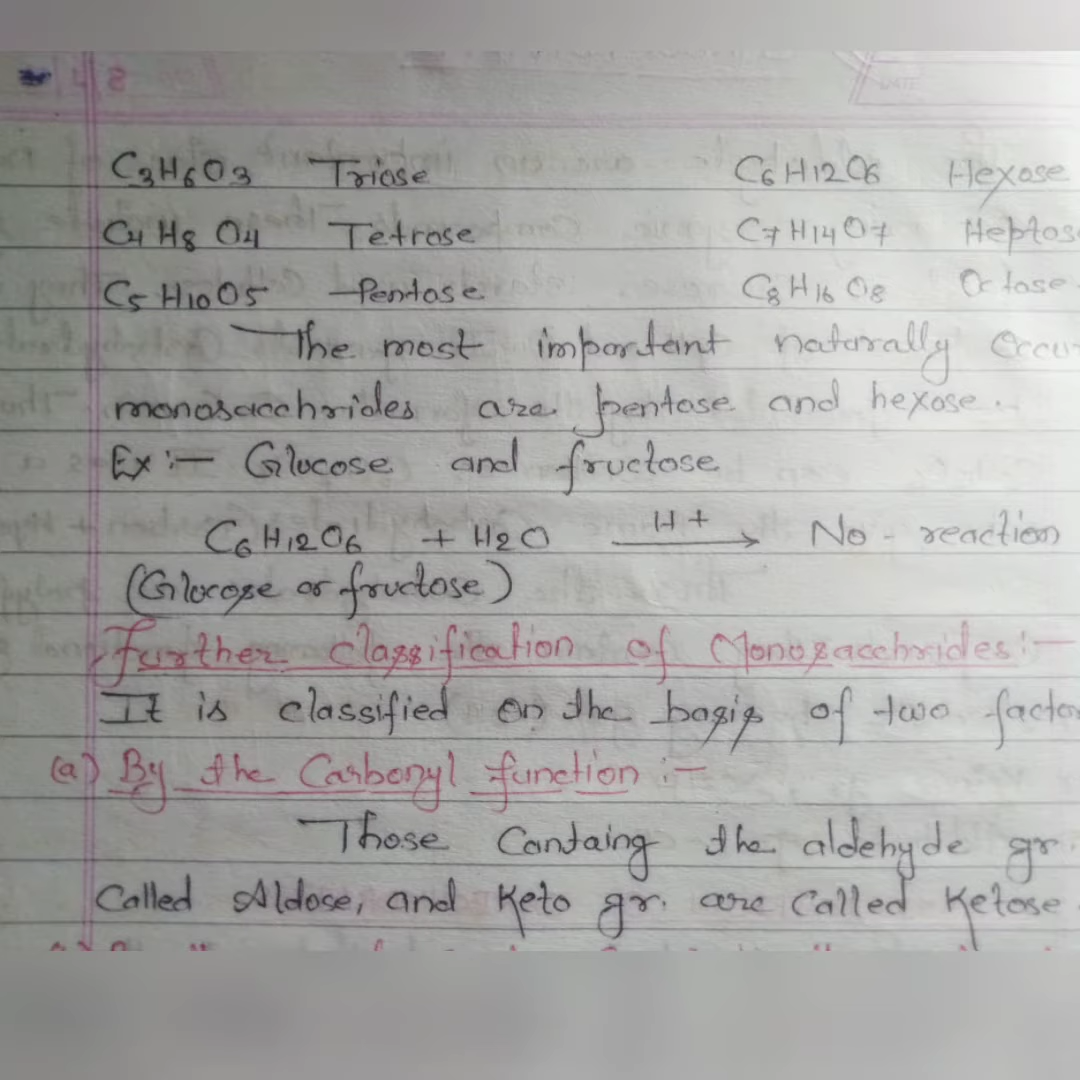 C3H6O3 Triose C6H12O6 Hexose
C4H8O4 Tetrose C7H14O7 Heptos
C5H10O5 Pentose C8H16O8 Octose
The most important naturally Occu
monosacchrides are pentose and hexose.
Ex :- Glucose and fructose
C6H12O6 + H2O H+ → No - reaction
(Glucose or fructose)
Further Classification of Monosacchrides :-
It is classified on the basis of two facto
(a) By the Carbonyl function :-
Those Containg the aldehyde gr.
Called Aldose, and Keto gr. are Called Ketose.